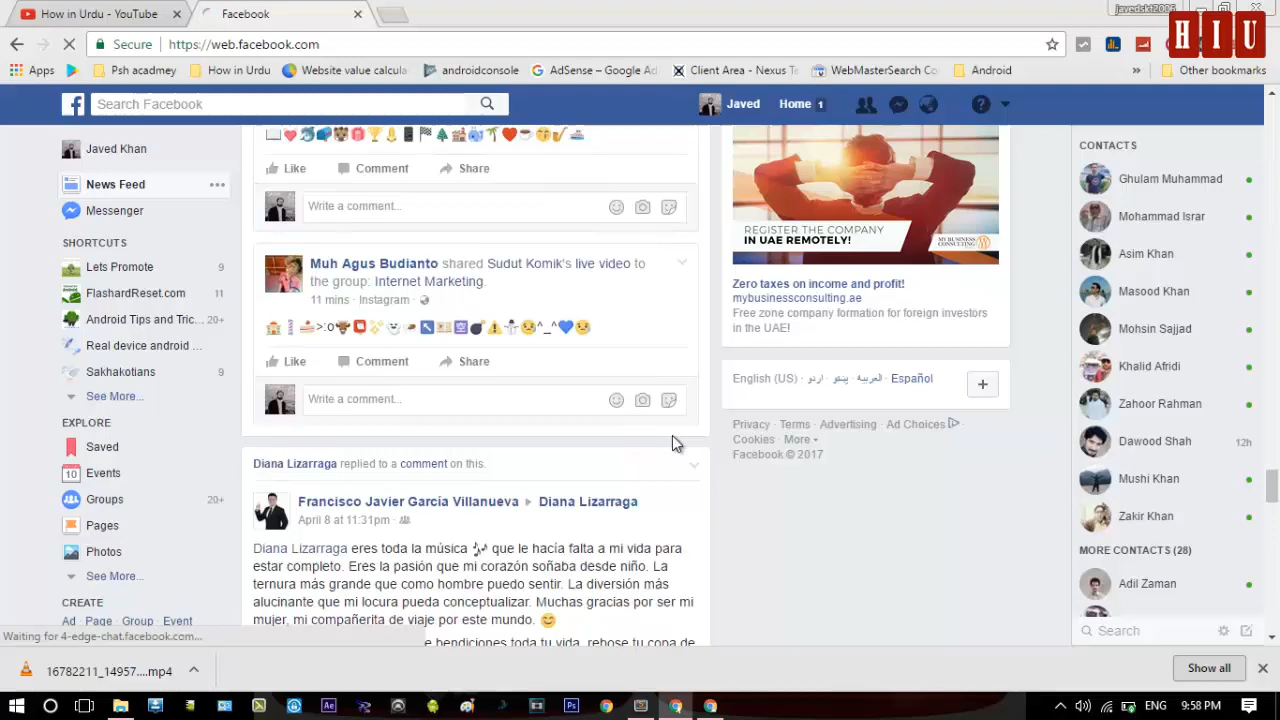 How in Urdu - YouTube
Facebook
javedskt2006
HIU
Secure
https://web.facebook.com
Apps
Psh acadmey
How in Urdu
Website value calcula
androidconsole
AdSense – Google Ad
Client Area - Nexus T
WebMasterSearch Co
Android
»
Other bookmarks
Search Facebook
Javed
Home 1
Javed Khan
News Feed
Messenger
SHORTCUTS
Lets Promote 9
FlashardReset.com 11
Android Tips and Tric... 20+
Real device android ...
Sakhakotians 9
See More...
EXPLORE
Saved
Events
10
Groups 20+
Pages
Photos
See More...
CREATE
Ad · Page · Group · Event
Waiting for 4-edge-chat.facebook.com...
Like Comment Share
Write a comment...
Muh Agus Budianto shared Sudut Komik's live video to
the group: Internet Marketing.
11 mins · Instagram ·
>:O ^_^
Like Comment Share
Write a comment...
Diana Lizarraga replied to a comment on this.
Francisco Javier García Villanueva ▸ Diana Lizarraga
April 8 at 11:31pm ·
Diana Lizarraga eres toda la música 🎶 que le hacía falta a mi vida para
estar completo. Eres la pasión que mi corazón soñaba desde niño. La
ternura más grande que como hombre puedo sentir. La diversión más
alucinante que mi locura pueda conceptualizar. Muchas gracias por ser mi
mujer, mi compañerita de viaje por este mundo. 😊
e bendiciones toda tu vida, rebose tu copa de
REGISTER THE COMPANY
IN UAE REMOTELY!
MY BUSINESS
CONSULTING
Zero taxes on income and profit!
mybusinessconsulting.ae
Free zone company formation for foreign investors
in the UAE!
English (US) · اردو · پښتو · العربية · Español
+
Privacy · Terms · Advertising · Ad Choices
Cookies · More
Facebook © 2017
CONTACTS
Ghulam Muhammad
Mohammad Israr
Asim Khan
Masood Khan
Mohsin Sajjad
Khalid Afridi
Zahoor Rahman
Dawood Shah 12h
Mushi Khan
Zakir Khan
MORE CONTACTS (28)
Adil Zaman
Search
16782211_14957....mp4
Show all
Ae
Ps
ENG
9:58 PM